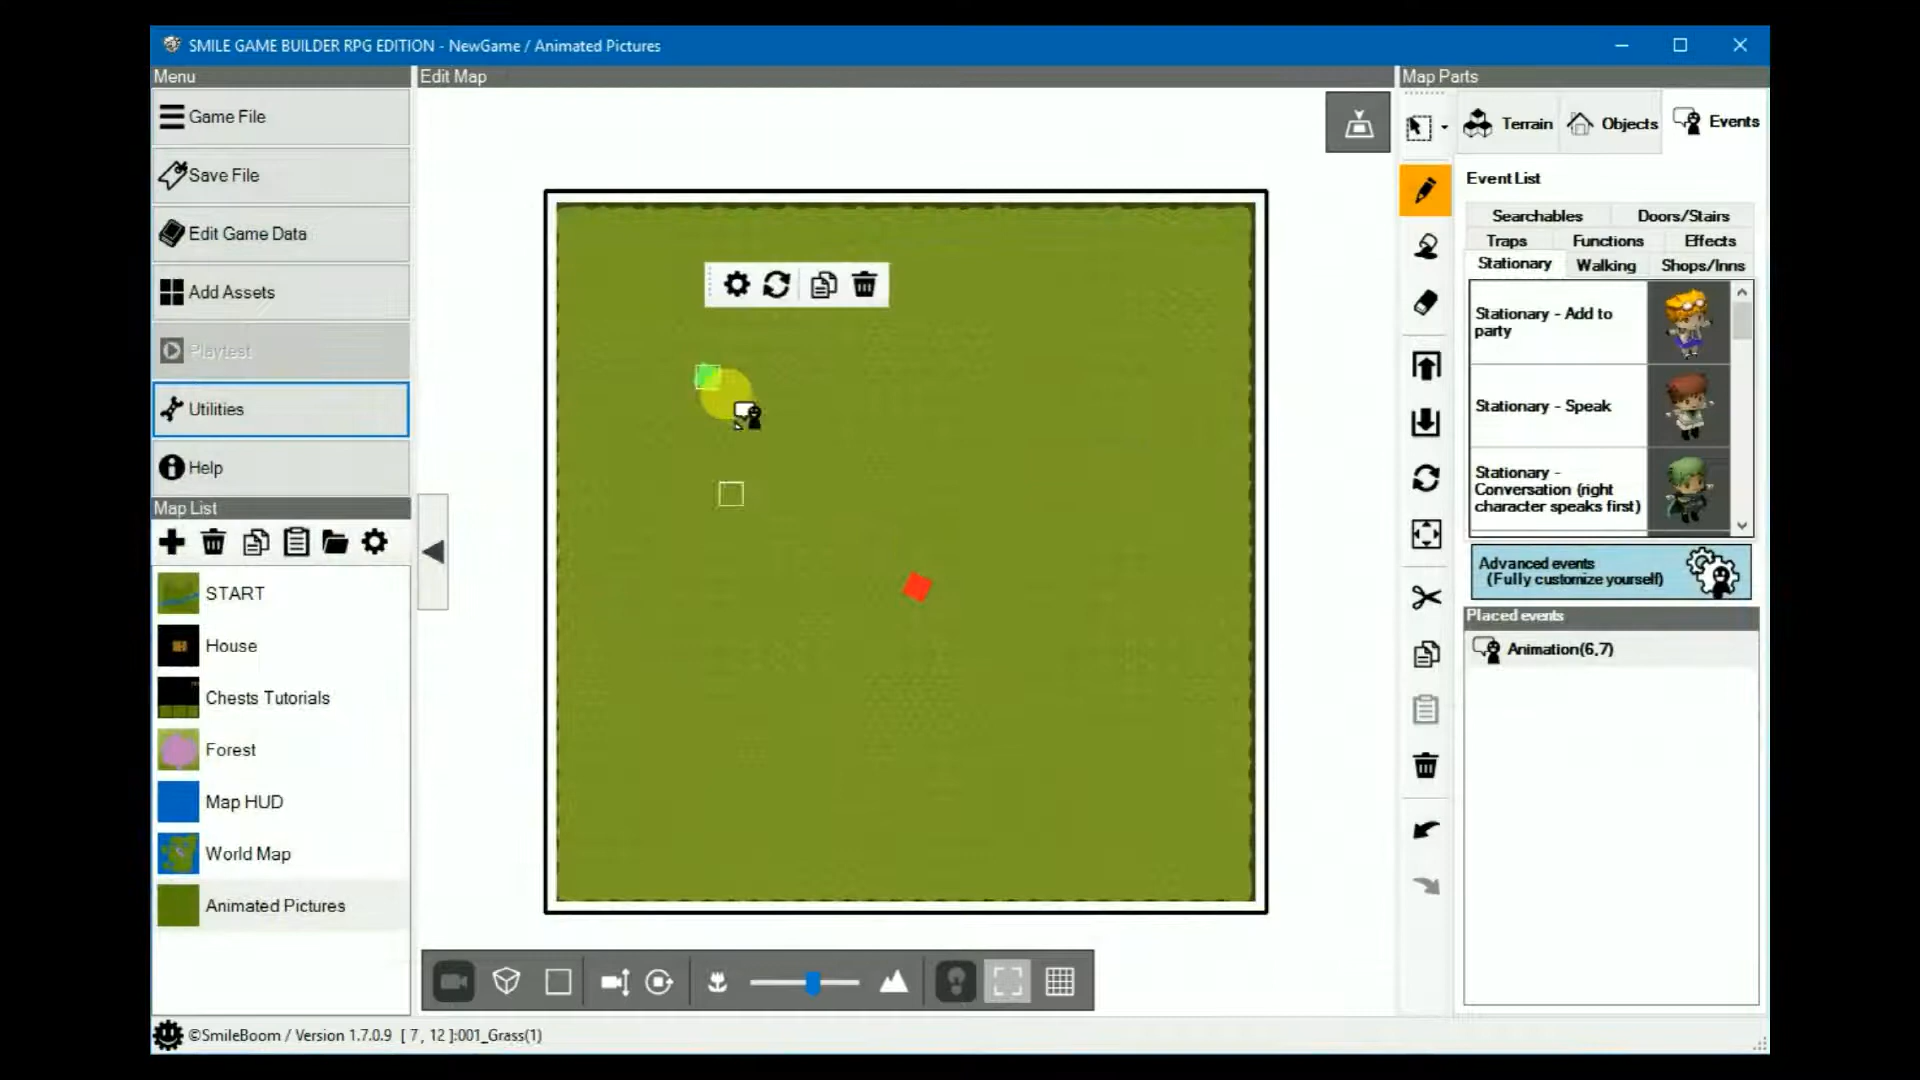 SMILE GAME BUILDER RPG EDITION - NewGame / Animated Pictures
Menu
Game File
Save File
Edit Game Data
Add Assets
Playtest
Utilities
Help
Map List
START
House
Chests Tutorials
Forest
Map HUD
World Map
Animated Pictures
Edit Map
Map Parts
Terrain
Objects
Events
Event List
Searchables
Doors/Stairs
Traps
Functions
Effects
Stationary
Walking
Shops/Inns
Stationary - Add to
party
Stationary - Speak
Stationary -
Conversation (right
character speaks first)
Advanced events
(Fully customize yourself)
Placed events
Animation(6,7)
©SmileBoom / Version 1.7.0.9 [ 7 , 12 ]:001_Grass(1)